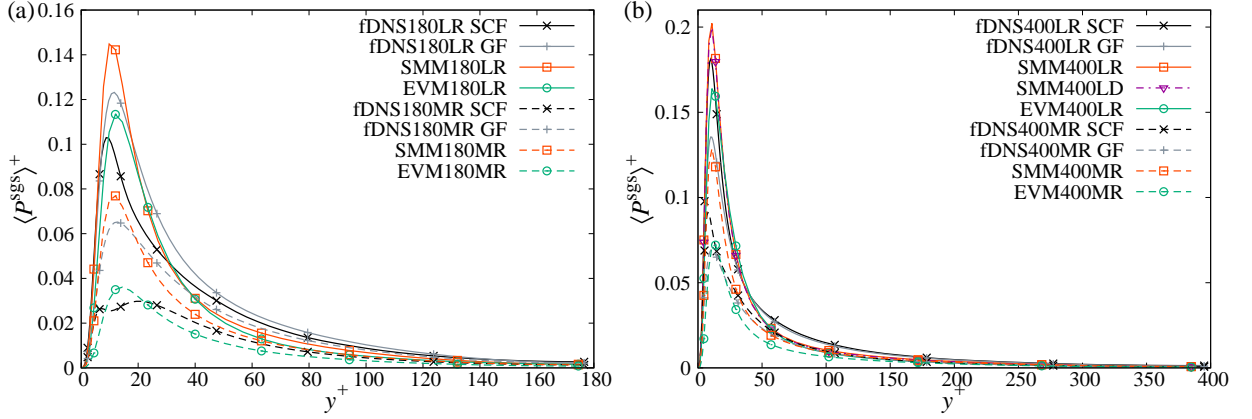 (a)
fDNS180LR SCF
fDNS180LR GF
SMM180LR
EVM180LR
fDNS180MR SCF
fDNS180MR GF
SMM180MR
EVM180MR
⟨P^sgs⟩^+
0.16
0.14
0.12
0.1
0.08
0.06
0.04
0.02
0
0 20 40 60 80 100 120 140 160 180
y^+
(b)
fDNS400LR SCF
fDNS400LR GF
SMM400LR
SMM400LD
EVM400LR
fDNS400MR SCF
fDNS400MR GF
SMM400MR
EVM400MR
⟨P^sgs⟩^+
0.2
0.15
0.1
0.05
0
0 50 100 150 200 250 300 350 400
y^+